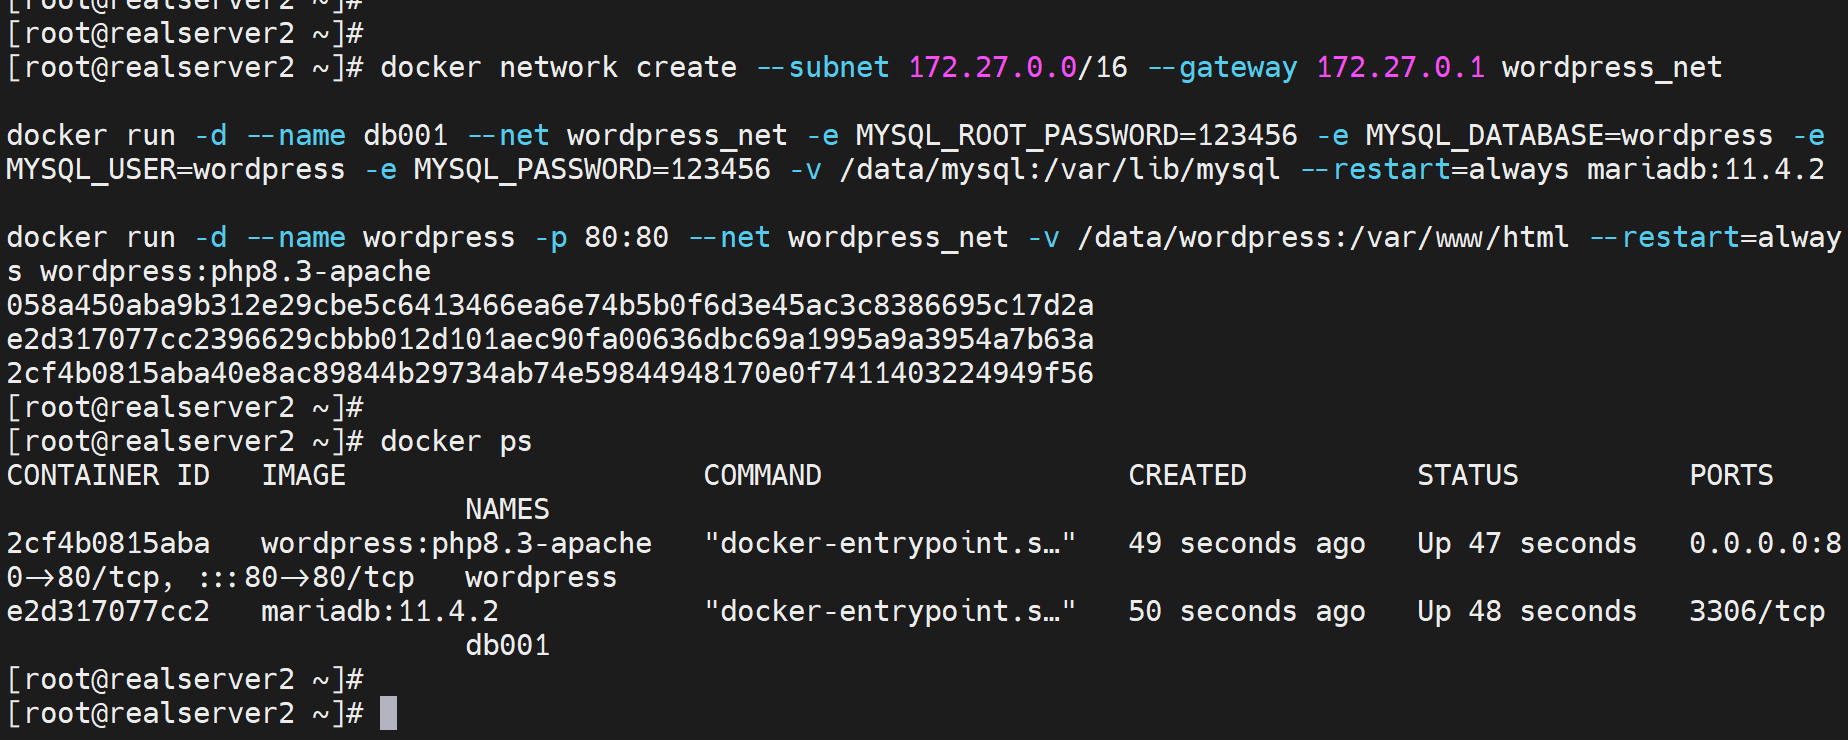 [root@realserver2 ~]#
[root@realserver2 ~]#
[root@realserver2 ~]# docker network create --subnet 172.27.0.0/16 --gateway 172.27.0.1 wordpress_net
docker run -d --name db001 --net wordpress_net -e MYSQL_ROOT_PASSWORD=123456 -e MYSQL_DATABASE=wordpress -e
MYSQL_USER=wordpress -e MYSQL_PASSWORD=123456 -v /data/mysql:/var/lib/mysql --restart=always mariadb:11.4.2
docker run -d --name wordpress -p 80:80 --net wordpress_net -v /data/wordpress:/var/www/html --restart=alway
s wordpress:php8.3-apache
058a450aba9b312e29cbe5c6413466ea6e74b5b0f6d3e45ac3c8386695c17d2a
e2d317077cc2396629cbbb012d101aec90fa00636dbc69a1995a9a3954a7b63a
2cf4b0815aba40e8ac89844b29734ab74e59844948170e0f7411403224949f56
[root@realserver2 ~]#
[root@realserver2 ~]# docker ps
CONTAINER ID   IMAGE                     COMMAND                  CREATED          STATUS          PORTS
NAMES
2cf4b0815aba   wordpress:php8.3-apache   "docker-entrypoint.s…"   49 seconds ago   Up 47 seconds   0.0.0.0:8
0->80/tcp, :::80->80/tcp   wordpress
e2d317077cc2   mariadb:11.4.2            "docker-entrypoint.s…"   50 seconds ago   Up 48 seconds   3306/tcp
db001
[root@realserver2 ~]#
[root@realserver2 ~]#